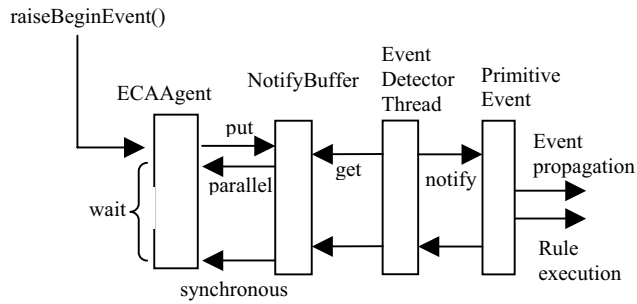 raiseBeginEvent()
ECAAgent
NotifyBuffer
Event
Detector
Thread
Primitive
Event
put
parallel
wait
synchronous
get
notify
Event
propagation
Rule
execution